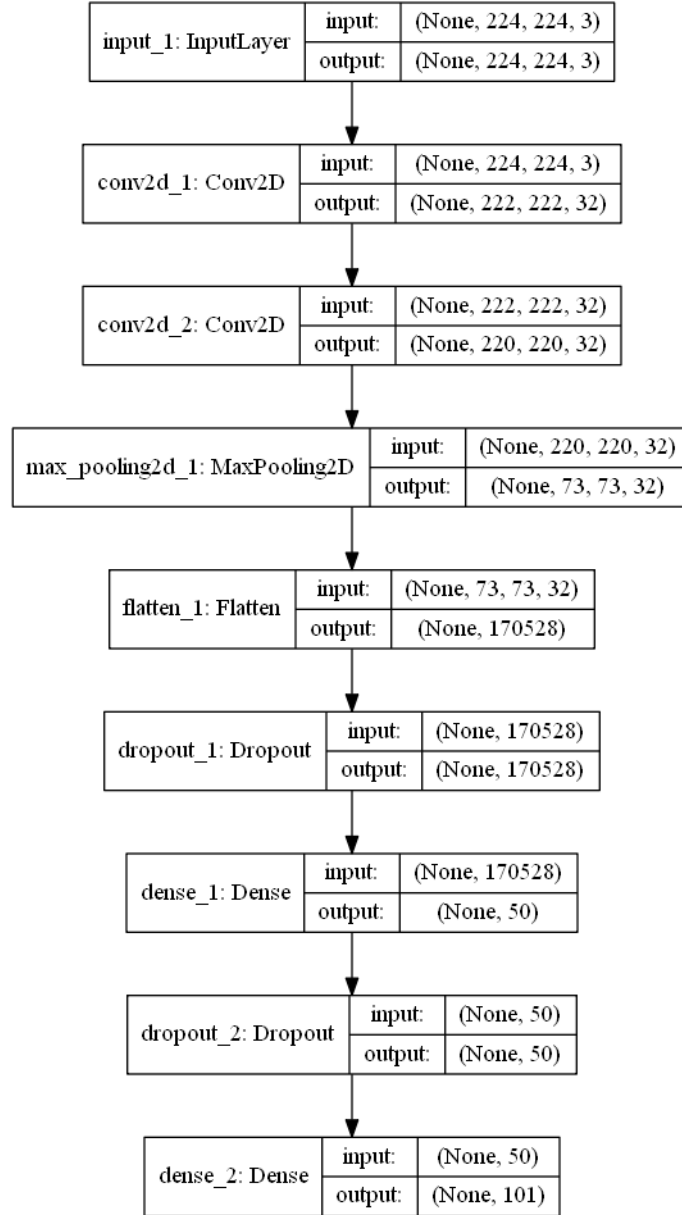 input_1: InputLayer
input: (None, 224, 224, 3)
output: (None, 224, 224, 3)
conv2d_1: Conv2D
input: (None, 224, 224, 3)
output: (None, 222, 222, 32)
conv2d_2: Conv2D
input: (None, 222, 222, 32)
output: (None, 220, 220, 32)
max_pooling2d_1: MaxPooling2D
input: (None, 220, 220, 32)
output: (None, 73, 73, 32)
flatten_1: Flatten
input: (None, 73, 73, 32)
output: (None, 170528)
dropout_1: Dropout
input: (None, 170528)
output: (None, 170528)
dense_1: Dense
input: (None, 170528)
output: (None, 50)
dropout_2: Dropout
input: (None, 50)
output: (None, 50)
dense_2: Dense
input: (None, 50)
output: (None, 101)